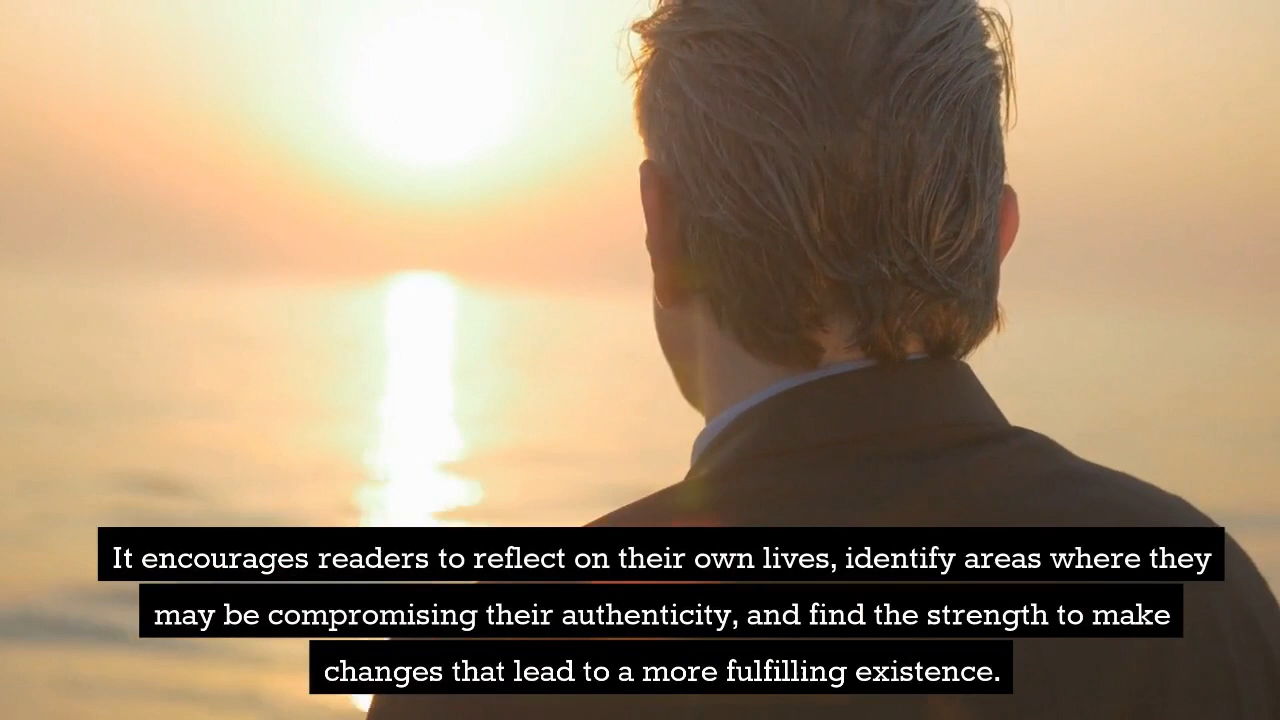 It encourages readers to reflect on their own lives, identify areas where they
may be compromising their authenticity, and find the strength to make
changes that lead to a more fulfilling existence.